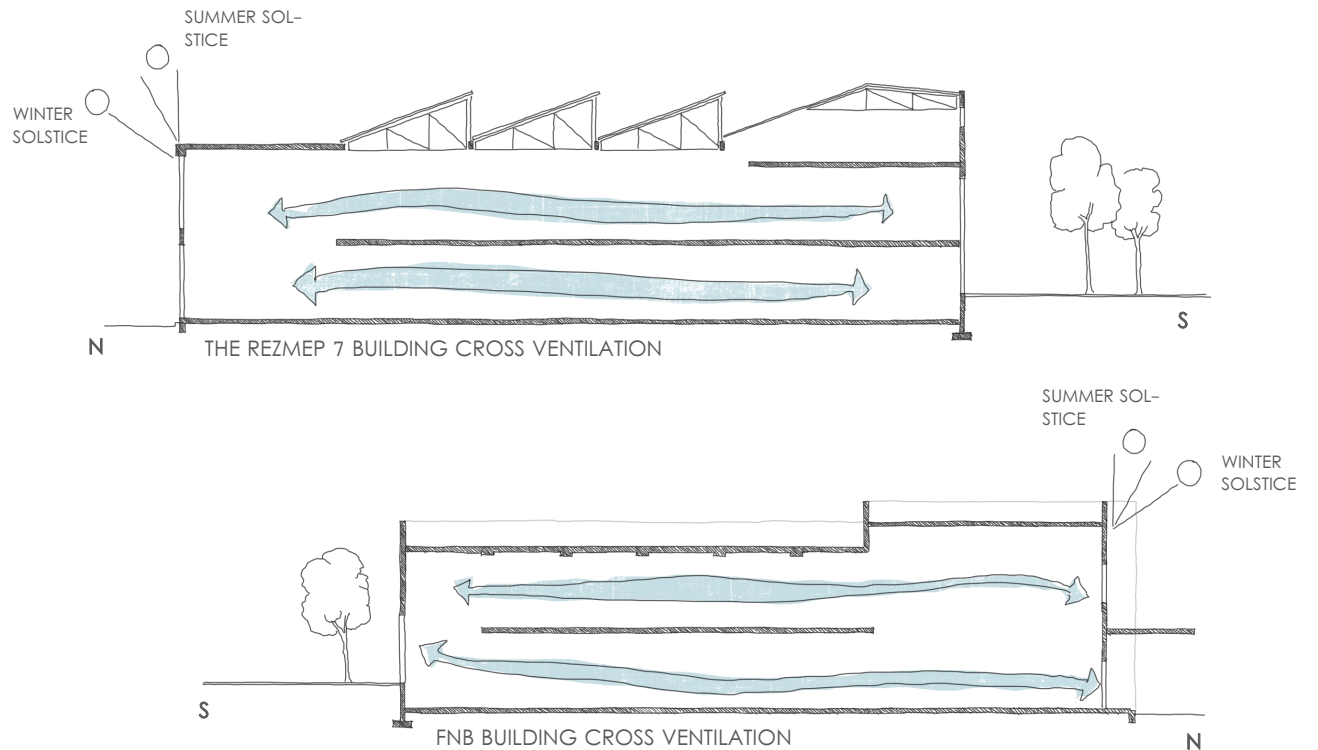 SUMMER SOL–
STICE
WINTER
SOLSTICE
S
N
THE REZMEP 7 BUILDING CROSS VENTILATION
SUMMER SOL–
STICE
WINTER
SOLSTICE
S
FNB BUILDING CROSS VENTILATION
N